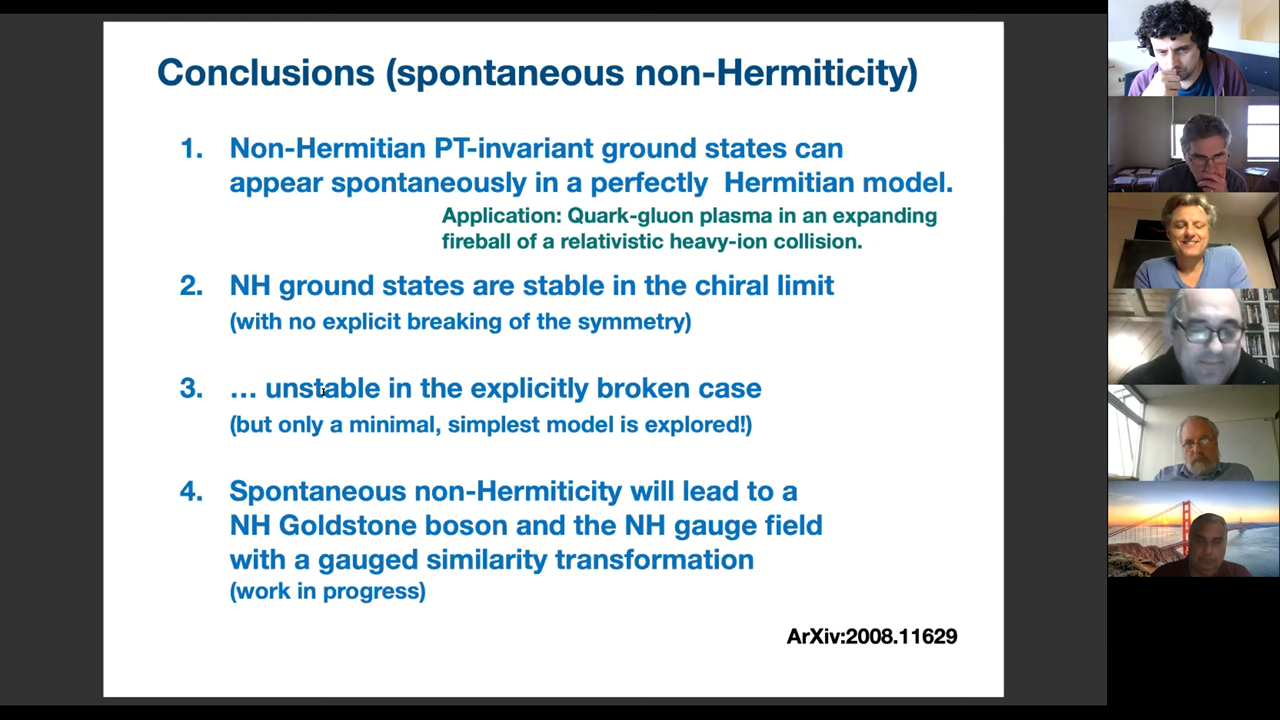 Conclusions (spontaneous non-Hermiticity)
1. Non-Hermitian PT-invariant ground states can
appear spontaneously in a perfectly Hermitian model.
Application: Quark-gluon plasma in an expanding
fireball of a relativistic heavy-ion collision.
2. NH ground states are stable in the chiral limit
(with no explicit breaking of the symmetry)
3. … unstable in the explicitly broken case
(but only a minimal, simplest model is explored!)
4. Spontaneous non-Hermiticity will lead to a
NH Goldstone boson and the NH gauge field
with a gauged similarity transformation
(work in progress)
ArXiv:2008.11629